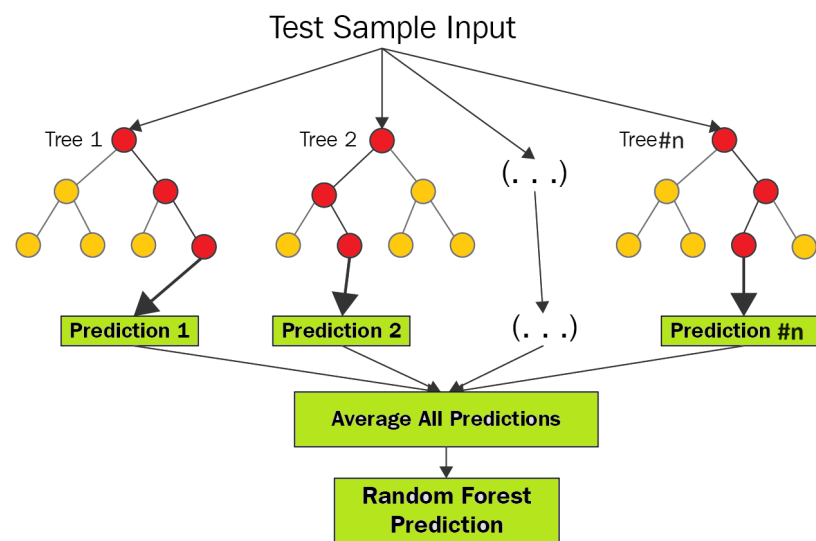 Test Sample Input
Tree 1
Tree 2
(. . .)
Tree#n
Prediction 1
Prediction 2
(. . .)
Prediction #n
Average All Predictions
Random Forest
Prediction